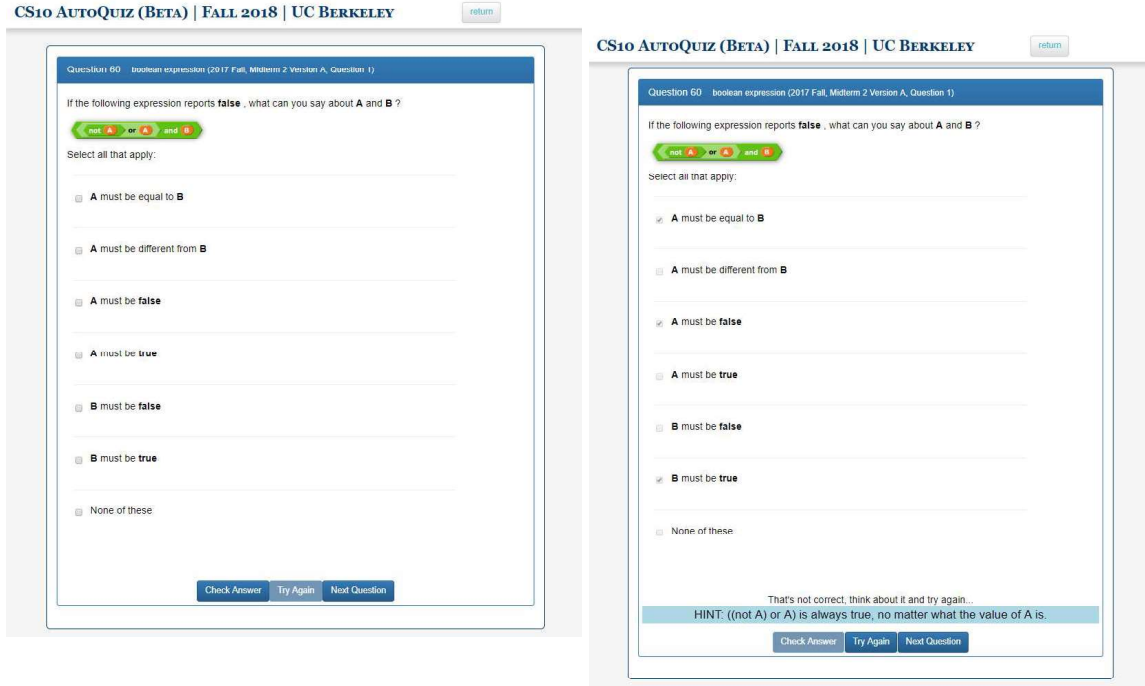 CS10 AutoQuiz (Beta) | Fall 2018 | UC Berkeley
return
Question 60 boolean expression (2017 Fall, Midterm 2 Version A, Question 1)
If the following expression reports false , what can you say about A and B ?
not A or A and B
Select all that apply:
A must be equal to B
A must be different from B
A must be false
A must be true
B must be false
B must be true
None of these
Check Answer Try Again Next Question
CS10 AutoQuiz (Beta) | Fall 2018 | UC Berkeley
return
Question 60 boolean expression (2017 Fall, Midterm 2 Version A, Question 1)
If the following expression reports false , what can you say about A and B ?
not A or A and B
Select all that apply:
A must be equal to B
A must be different from B
A must be false
A must be true
B must be false
B must be true
None of these
That's not correct, think about it and try again...
HINT: ((not A) or A) is always true, no matter what the value of A is.
Check Answer Try Again Next Question